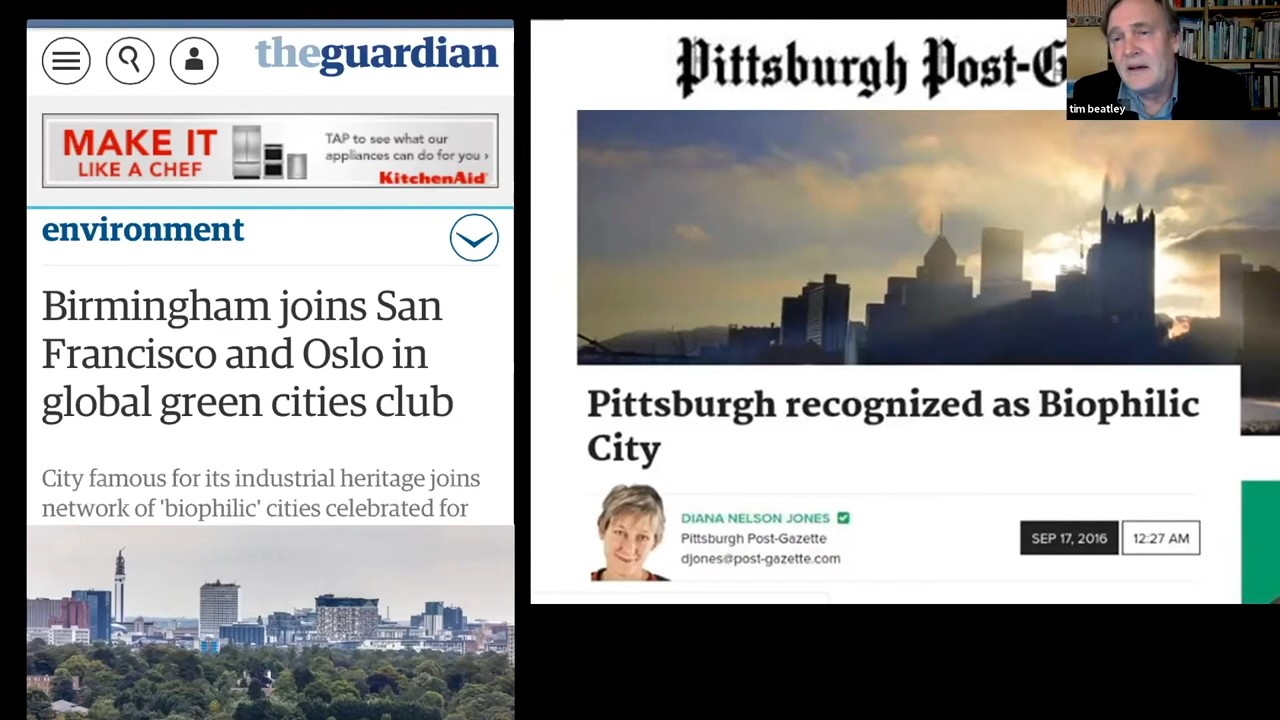 theguardian
MAKE IT
LIKE A CHEF
TAP to see what our
appliances can do for you ›
KitchenAid
environment
Birmingham joins San
Francisco and Oslo in
global green cities club
City famous for its industrial heritage joins
network of 'biophilic' cities celebrated for
Pittsburgh Post-G
tim beatley
Pittsburgh recognized as Biophilic
City
DIANA NELSON JONES
Pittsburgh Post-Gazette
djones@post-gazette.com
SEP 17, 2016
12:27 AM